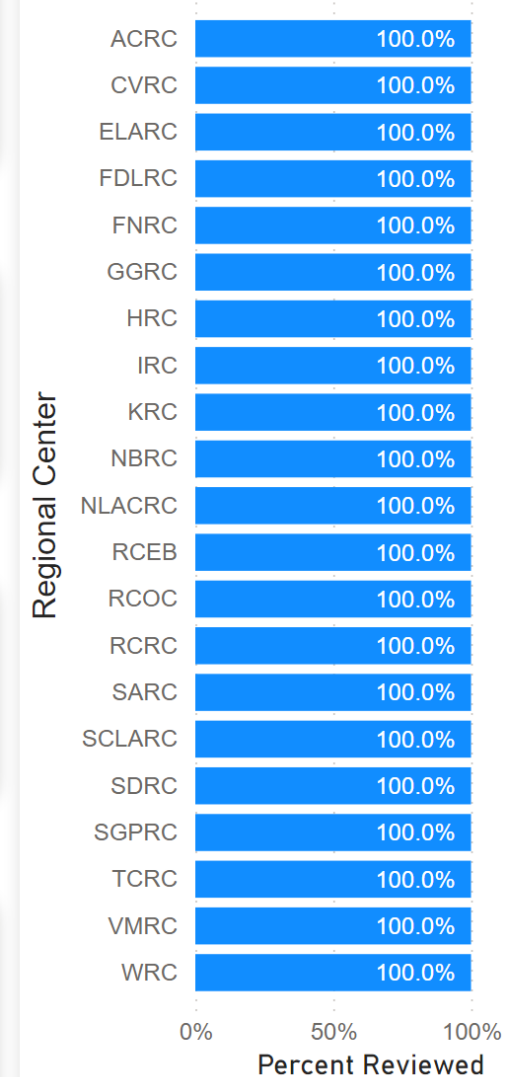 ACRC 100.0%
CVRC 100.0%
ELARC 100.0%
FDLRC 100.0%
FNRC 100.0%
GGRC 100.0%
HRC 100.0%
IRC 100.0%
KRC 100.0%
NBRC 100.0%
NLACRC 100.0%
RCEB 100.0%
RCOC 100.0%
RCRC 100.0%
SARC 100.0%
SCLARC 100.0%
SDRC 100.0%
SGPRC 100.0%
TCRC 100.0%
VMRC 100.0%
WRC 100.0%
Regional Center
0% 50% 100%
Percent Reviewed